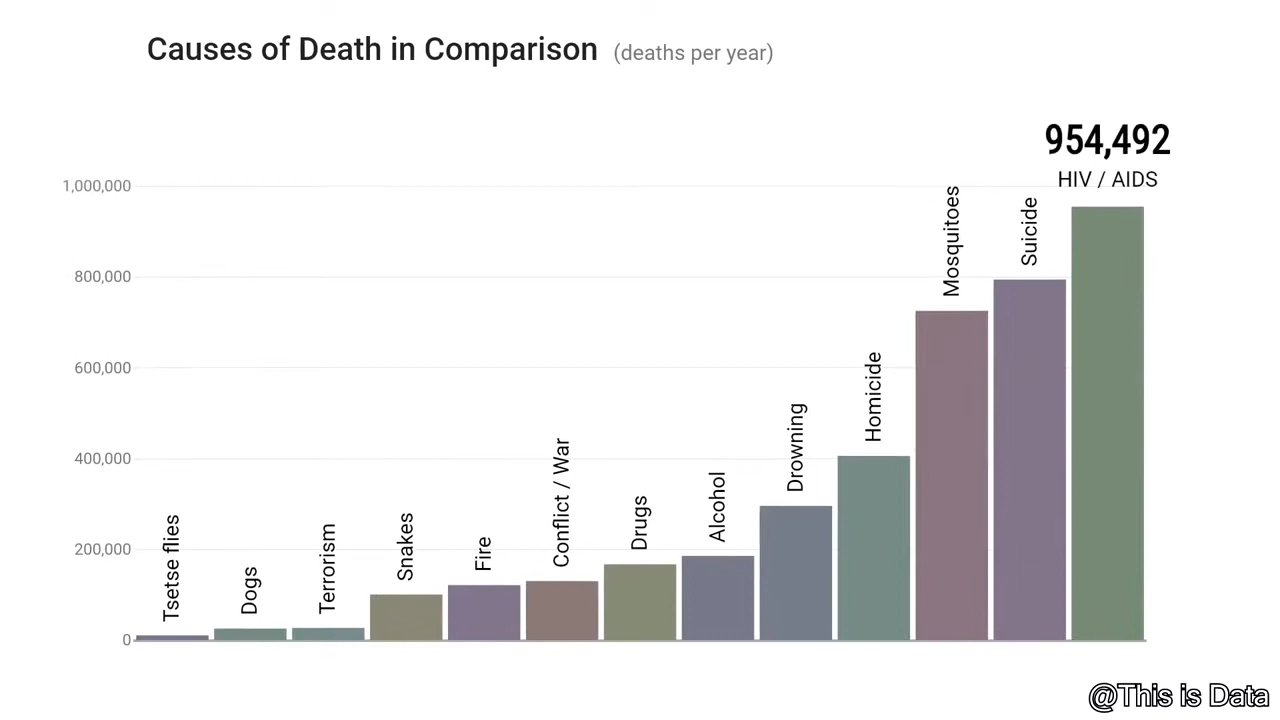 Causes of Death in Comparison (deaths per year)
954,492
HIV / AIDS
1,000,000
800,000
600,000
400,000
200,000
0
Tsetse flies
Dogs
Terrorism
Snakes
Fire
Conflict / War
Drugs
Alcohol
Drowning
Homicide
Mosquitoes
Suicide
@This is Data